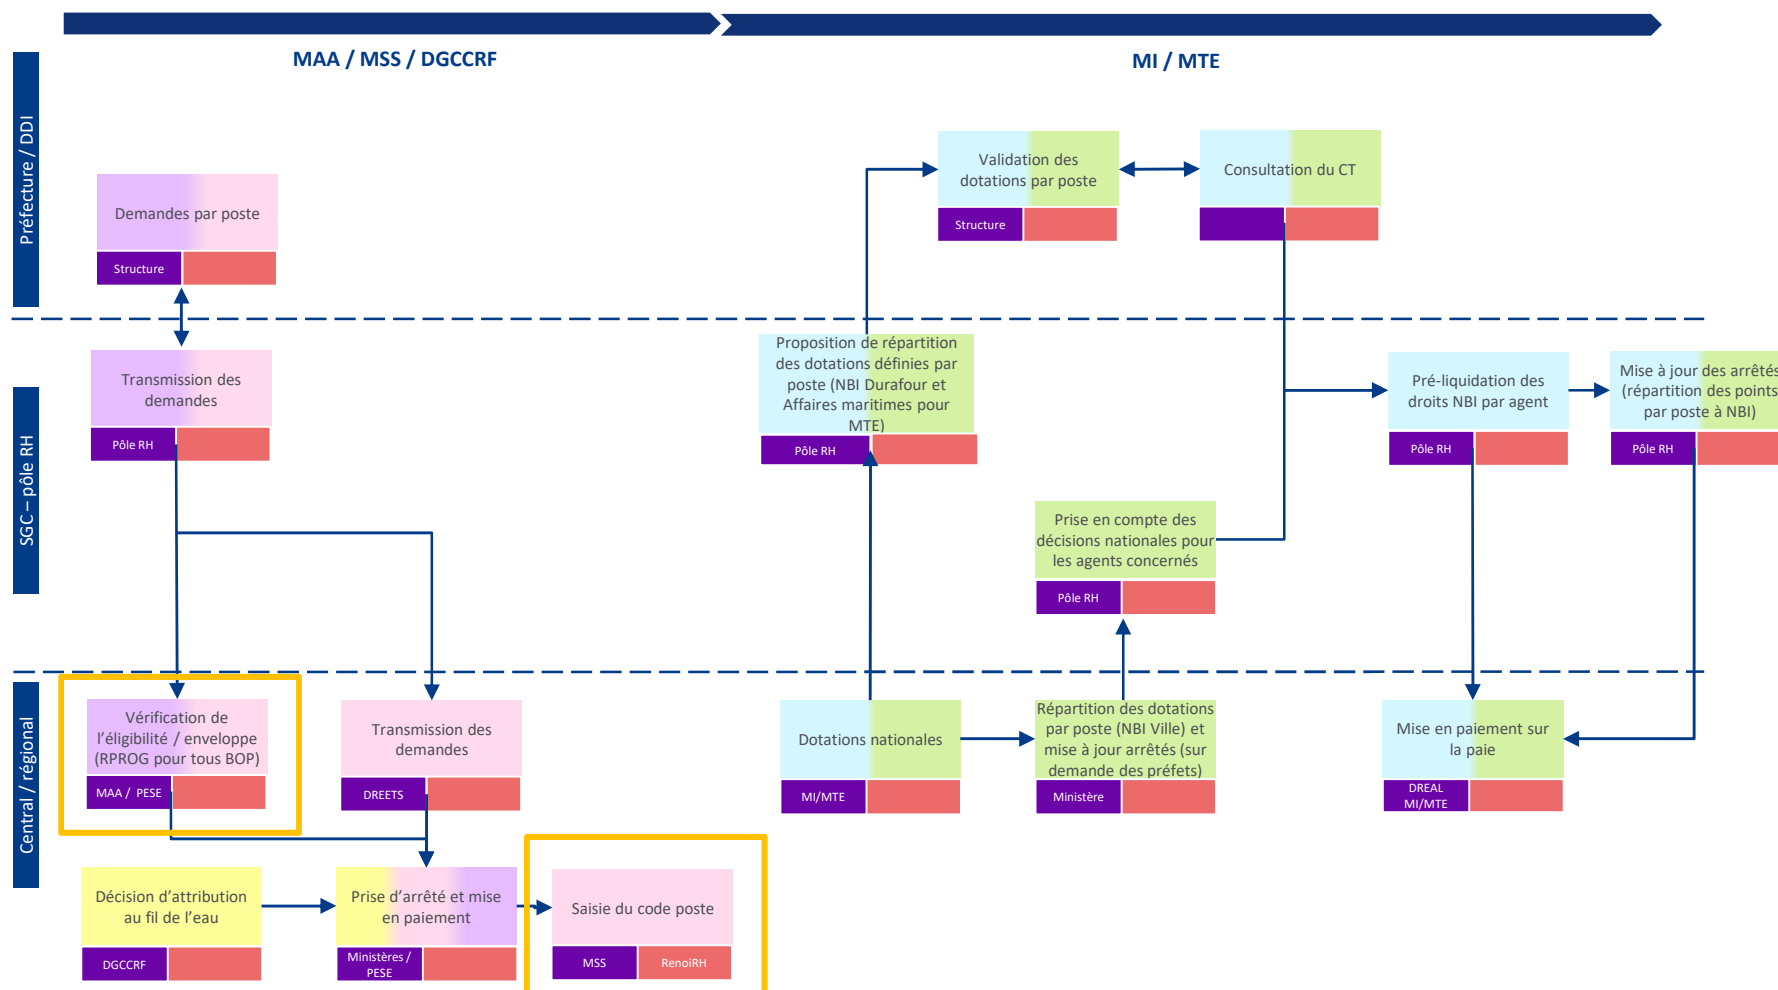 MAA / MSS / DGCCRF
MI / MTE
Préfecture / DDI
Demandes par poste
Structure
Validation des
dotations par poste
Structure
Consultation du CT
SGC – pôle RH
Transmission des
demandes
Pôle RH
Proposition de répartition
des dotations définies par
poste (NBI Durafour et
Affaires maritimes pour
MTE)
Pôle RH
Prise en compte des
décisions nationales pour
les agents concernés
Pôle RH
Pré-liquidation des
droits NBI par agent
Pôle RH
Mise à jour des arrêtés
(répartition des points
par poste à NBI)
Pôle RH
Central / régional
Vérification de
l'éligibilité / enveloppe
(RPROG pour tous BOP)
MAA / PESE
Transmission des
demandes
DREETS
Dotations nationales
MI/MTE
Répartition des dotations
par poste (NBI Ville) et
mise à jour arrêtés (sur
demande des préfets)
Ministère
Mise en paiement sur
la paie
DREAL
MI/MTE
Décision d'attribution
au fil de l'eau
DGCCRF
Prise d'arrêté et mise
en paiement
Ministères /
PESE
Saisie du code poste
MSS
RenoiRH